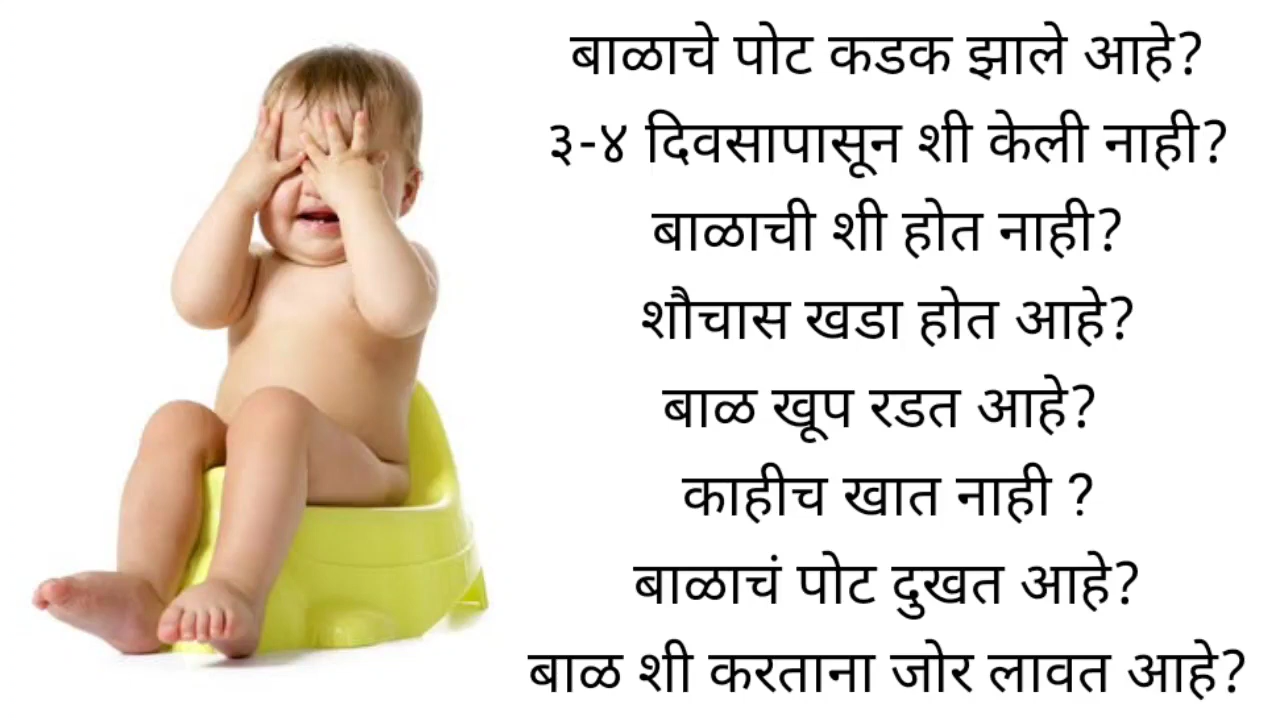 बाळाचे पोट कडक झाले आहे?
३-४ दिवसापासून शी केली नाही?
बाळाची शी होत नाही?
शौचास खडा होत आहे?
बाळ खूप रडत आहे?
काहीच खात नाही ?
बाळाचं पोट दुखत आहे?
बाळ शी करताना जोर लावत आहे?